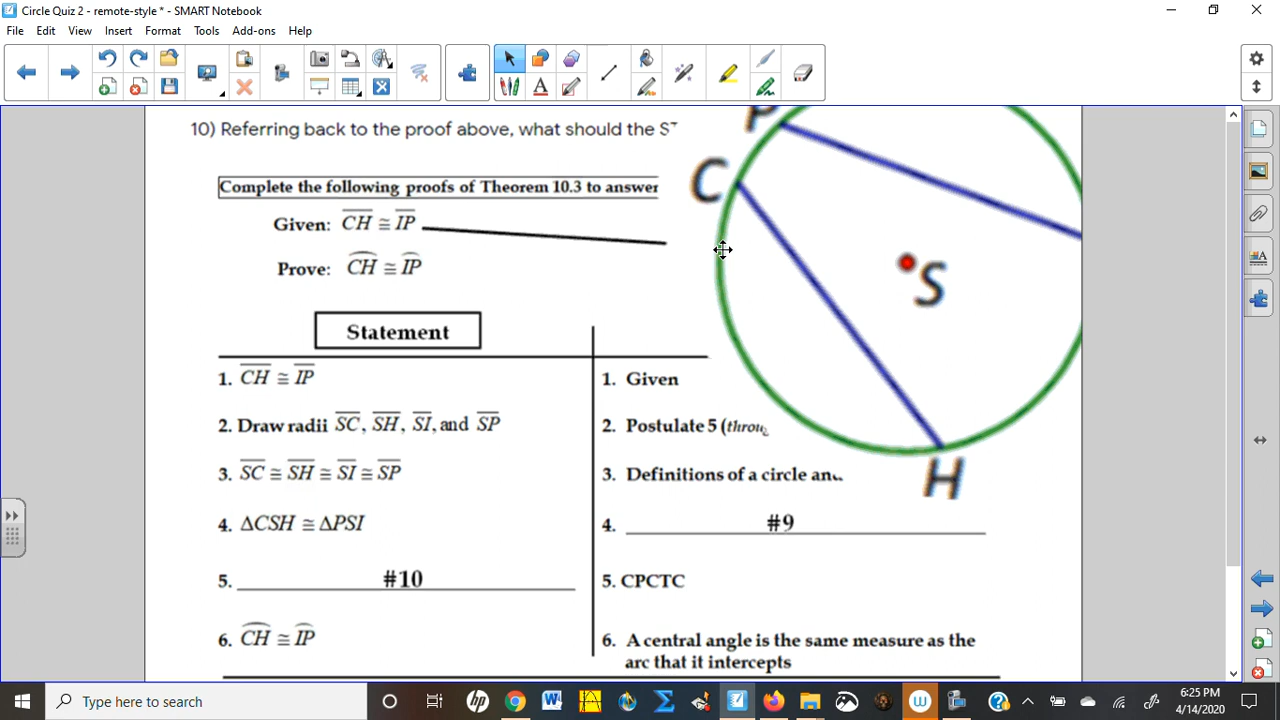 Circle Quiz 2 - remote-style * - SMART Notebook
File Edit View Insert Format Tools Add-ons Help
10) Referring back to the proof above, what should the
P
C
Complete the following proofs of Theorem 10.3 to answer
Given: CH ≅ IP
Prove: CH ≅ IP
S
Statement
1. CH ≅ IP
1. Given
2. Draw radii SC, SH, SI, and SP
2. Postulate 5 (
3. SC ≅ SH ≅ SI ≅ SP
3. Definitions of a circle
H
4. ΔCSH ≅ ΔPSI
4. #9
5. #10
5. CPCTC
6. CH ≅ IP
6. A central angle is the same measure as the
arc that it intercepts
Type here to search
6:25 PM
4/14/2020